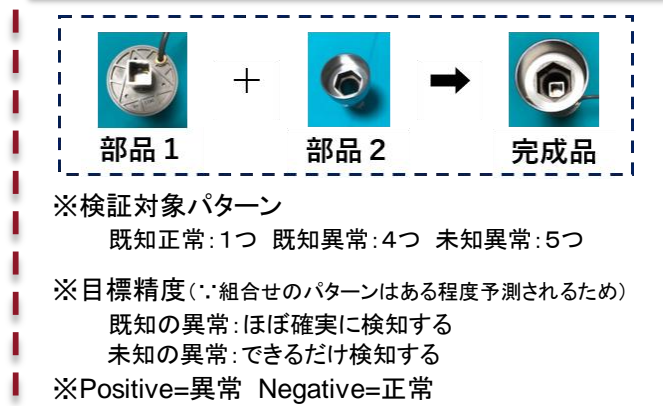 ＋ ➡
部品１ 部品２ 完成品
※検証対象パターン
既知正常：１つ 既知異常：４つ 未知異常：５つ
※目標精度（∵組合せのパターンはある程度予測されるため）
既知の異常：ほぼ確実に検知する
未知の異常：できるだけ検知する
※Positive=異常 Negative=正常